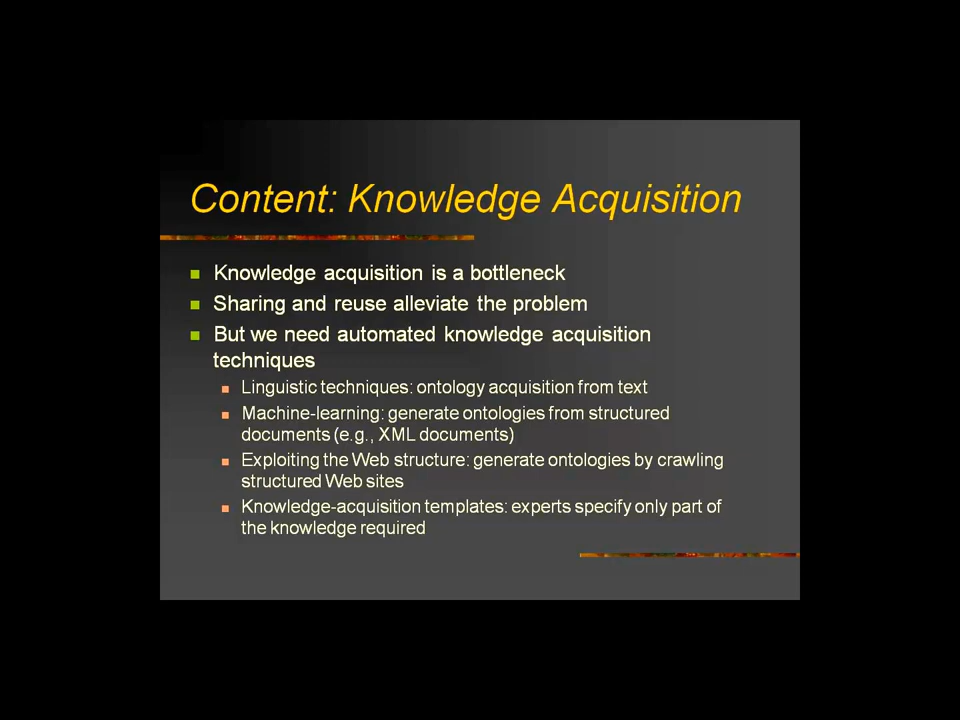 Content: Knowledge Acquisition
Knowledge acquisition is a bottleneck
Sharing and reuse alleviate the problem
But we need automated knowledge acquisition
techniques
Linguistic techniques: ontology acquisition from text
Machine-learning: generate ontologies from structured
documents (e.g., XML documents)
Exploiting the Web structure: generate ontologies by crawling
structured Web sites
Knowledge-acquisition templates: experts specify only part of
the knowledge required